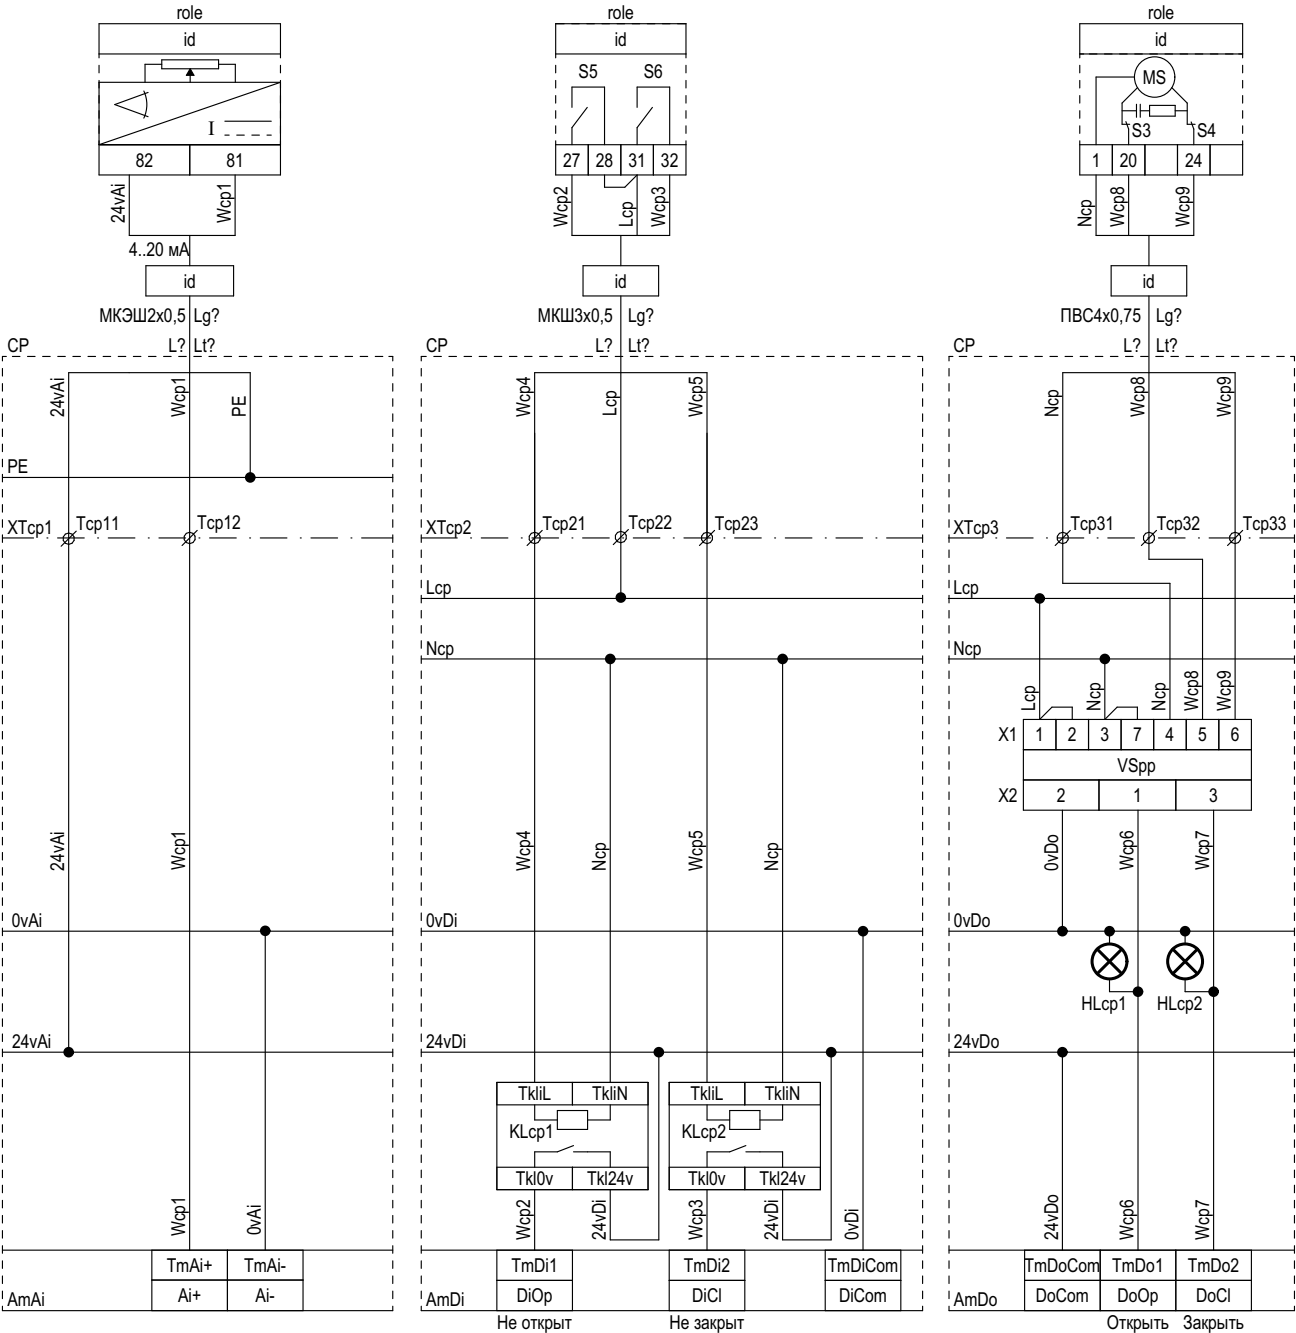 role
id
I
82 81
24vAi
Wcp1
4..20 мА
id
МКЭШ2х0,5 Lg?
L? Lt?
CP
24vAi
Wcp1
PE
PE
XTcp1
Tcp11
Tcp12
24vAi
Wcp1
0vAi
24vAi
Wcp1
0vAi
TmAi+ TmAi-
AmAi
Ai+ Ai-
role
id
S5 S6
27 28 31 32
Wcp2
Lcp
Wcp3
id
МКШ3х0,5 Lg?
L? Lt?
CP
Wcp4
Lcp
Wcp5
XTcp2
Tcp21
Tcp22
Tcp23
Lcp
Ncp
Wcp4
Ncp
Wcp5
Ncp
0vDi
24vDi
TkliL TkliN
KLcp1
Tkl0v Tkl24v
TkliL TkliN
KLcp2
Tkl0v Tkl24v
Wcp2
24vDi
Wcp3
24vDi
0vDi
TmDi1 TmDi2 TmDiCom
AmDi
DiOp DiCl DiCom
Не открыт Не закрыт
role
id
MS
S3 S4
1 20 24
Ncp
Wcp8
Wcp9
id
ПВС4х0,75 Lg?
L? Lt?
CP
Ncp
Wcp8
Wcp9
XTcp3
Tcp31
Tcp32
Tcp33
Lcp
Ncp
Lcp
Ncp
Ncp
Wcp8
Wcp9
X1 1 2 3 7 4 5 6
VSpp
X2 2 1 3
0vDo
Wcp6
Wcp7
0vDo
HLcp1 HLcp2
24vDo
24vDo
Wcp6
Wcp7
TmDoCom TmDo1 TmDo2
AmDo
DoCom DoOp DoCl
Открыть Закрыть